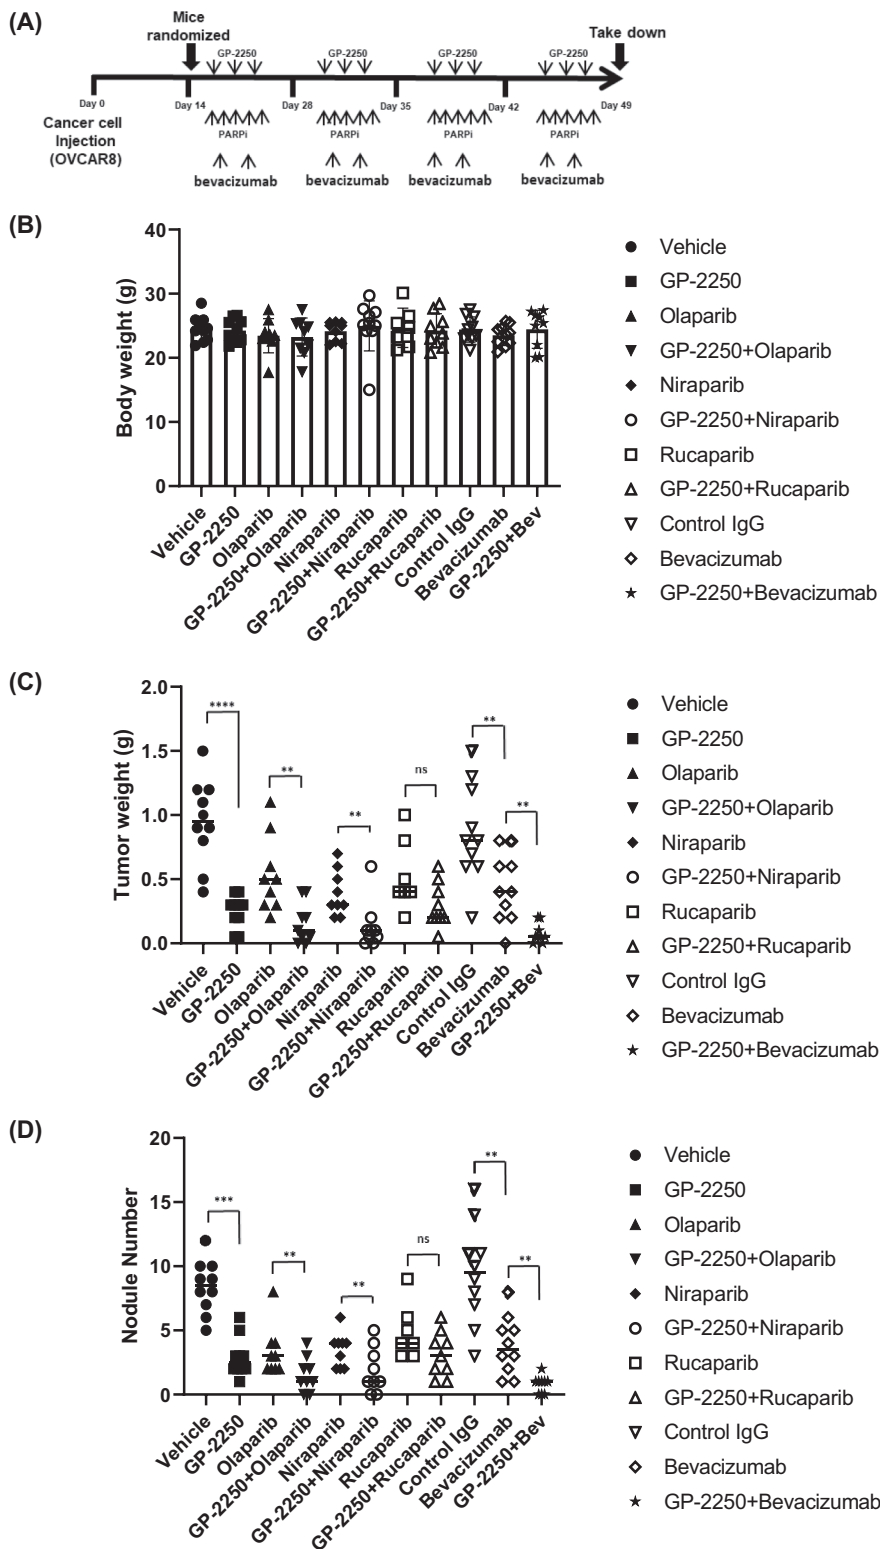 (A)
Mice
randomized
Take down
GP-2250 GP-2250 GP-2250 GP-2250
Day 0 Day 14 Day 28 Day 35 Day 42 Day 49
Cancer cell
Injection
(OVCAR8)
PARPi PARPi PARPi PARPi
bevacizumab bevacizumab bevacizumab bevacizumab
(B)
Body weight (g)
40
30
20
10
0
Vehicle
GP-2250
Olaparib
GP-2250+Olaparib
Niraparib
GP-2250+Niraparib
Rucaparib
GP-2250+Rucaparib
Control IgG
Bevacizumab
GP-2250+Bev
Vehicle
GP-2250
Olaparib
GP-2250+Olaparib
Niraparib
GP-2250+Niraparib
Rucaparib
GP-2250+Rucaparib
Control IgG
Bevacizumab
GP-2250+Bevacizumab
(C)
Tumor weight (g)
2.0
1.5
1.0
0.5
0.0
****
**
**
ns
**
**
Vehicle
GP-2250
Olaparib
GP-2250+Olaparib
Niraparib
GP-2250+Niraparib
Rucaparib
GP-2250+Rucaparib
Control IgG
Bevacizumab
GP-2250+Bev
Vehicle
GP-2250
Olaparib
GP-2250+Olaparib
Niraparib
GP-2250+Niraparib
Rucaparib
GP-2250+Rucaparib
Control IgG
Bevacizumab
GP-2250+Bevacizumab
(D)
Nodule Number
20
15
10
5
0
***
**
**
ns
**
**
Vehicle
GP-2250
Olaparib
GP-2250+Olaparib
Niraparib
GP-2250+Niraparib
Rucaparib
GP-2250+Rucaparib
Control IgG
Bevacizumab
GP-2250+Bev
Vehicle
GP-2250
Olaparib
GP-2250+Olaparib
Niraparib
GP-2250+Niraparib
Rucaparib
GP-2250+Rucaparib
Control IgG
Bevacizumab
GP-2250+Bevacizumab